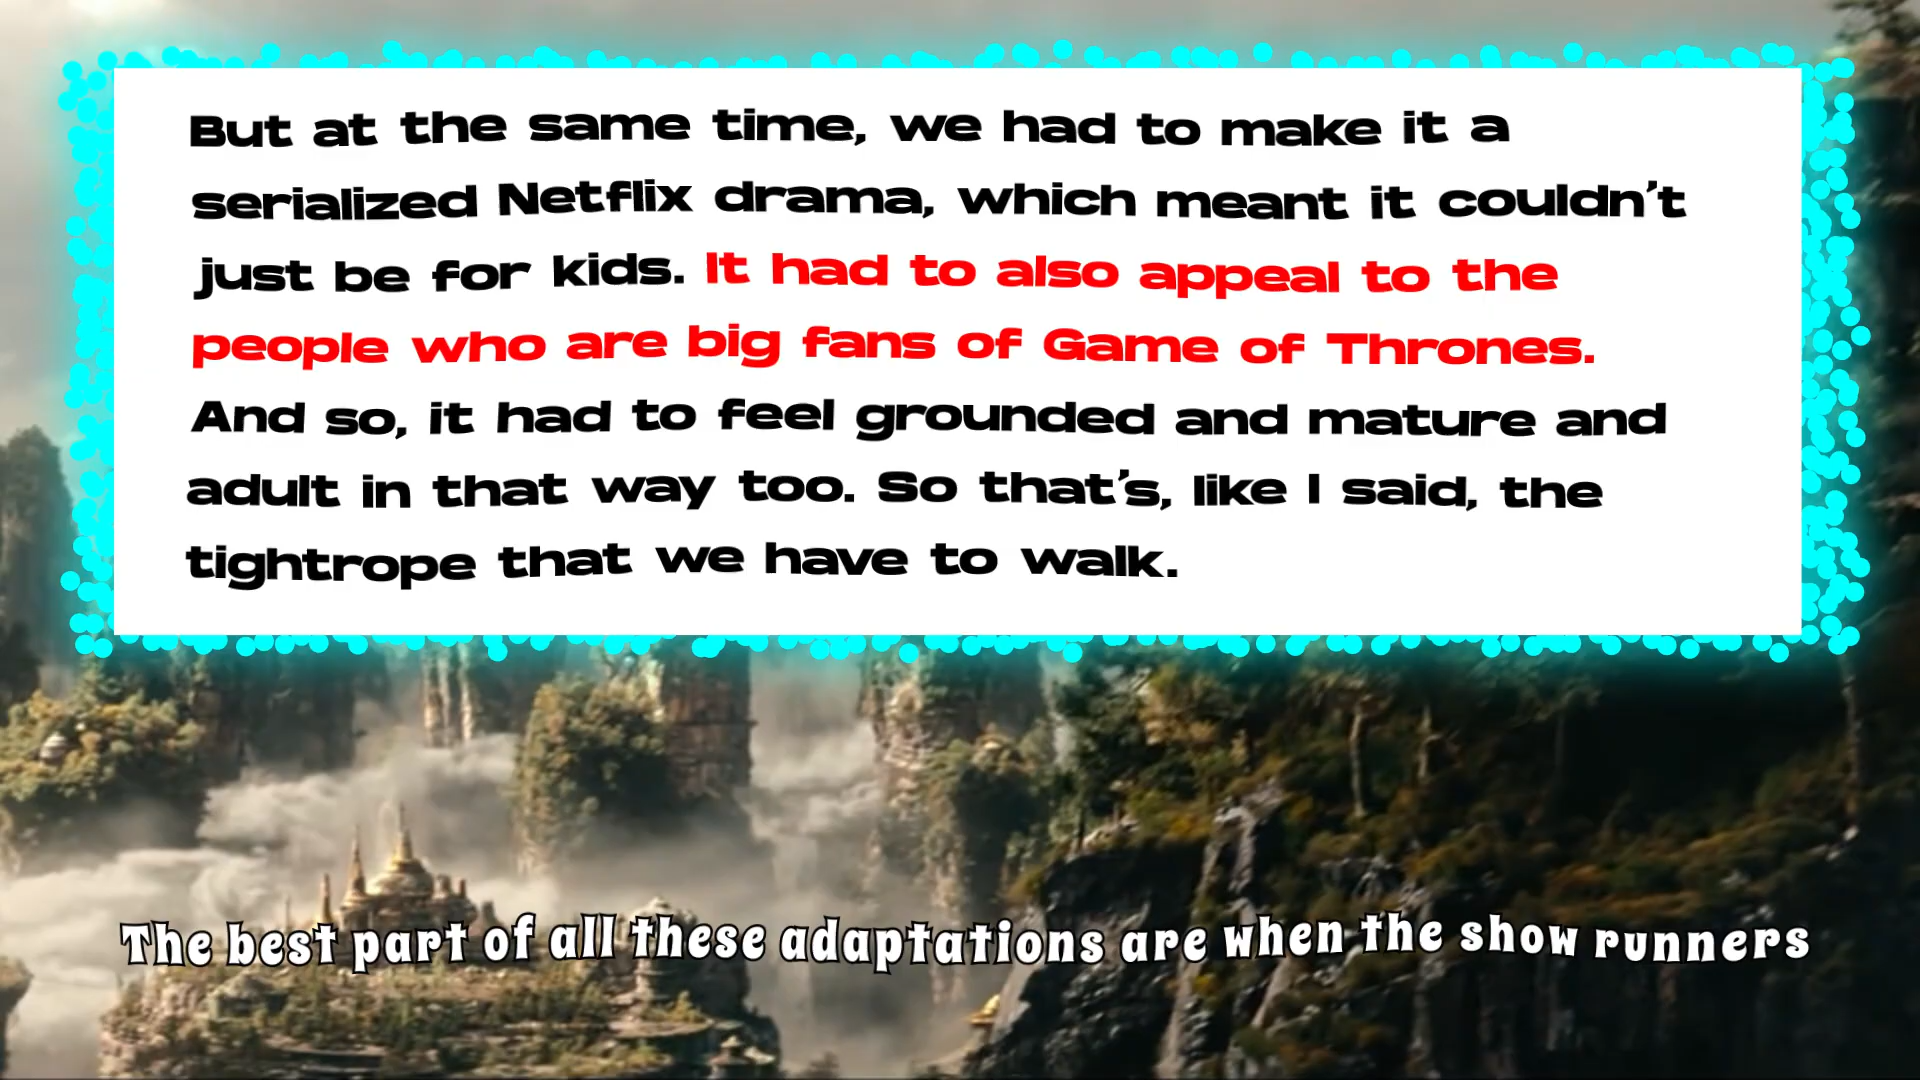 But at the same time, we had to make it a
serialized Netflix drama, which meant it couldn't
just be for kids. It had to also appeal to the
people who are big fans of Game of Thrones.
And so, it had to feel grounded and mature and
adult in that way too. So that's, like I said, the
tightrope that we have to walk.
The best part of all these adaptations are when the show runners